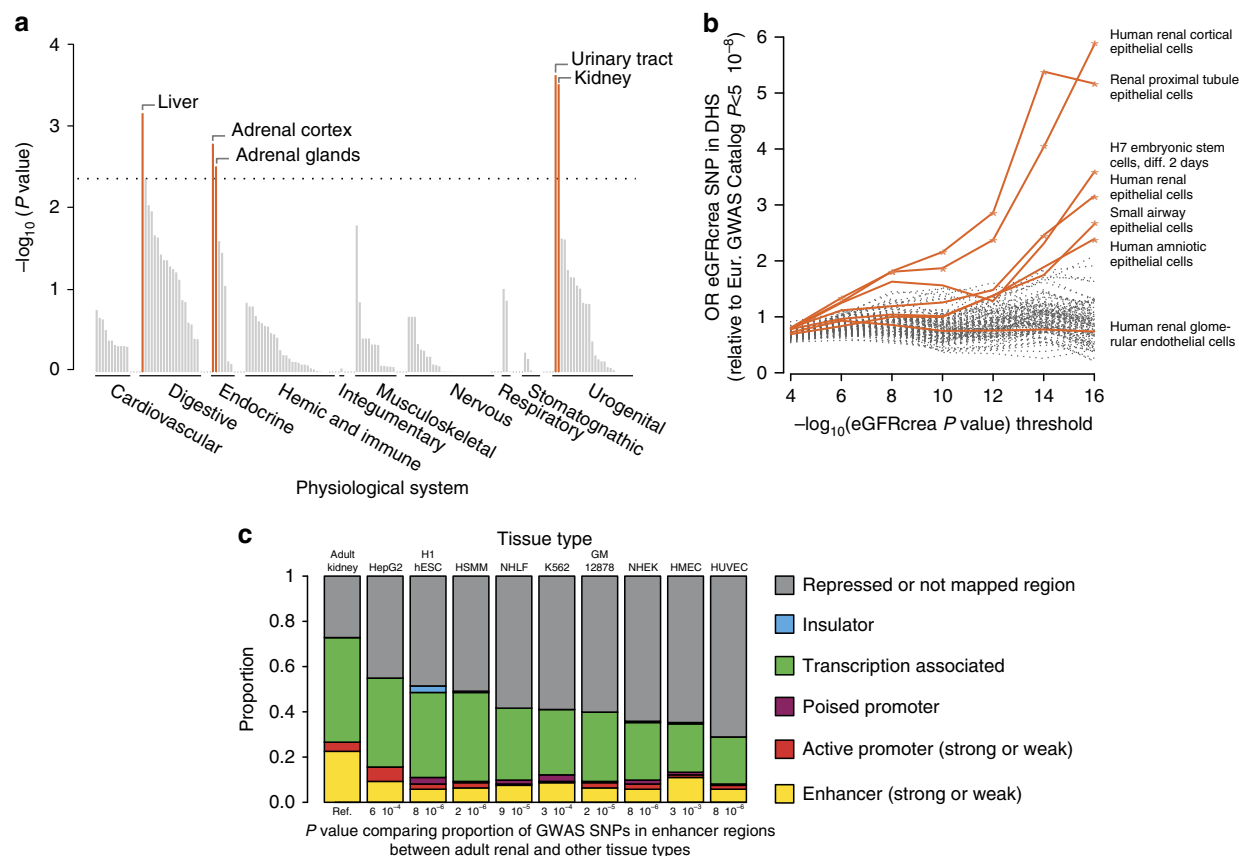 a
4
3
2
1
0
–log10 (P value)
Liver
Adrenal cortex
Adrenal glands
Urinary tract
Kidney
Cardiovascular
Digestive
Endocrine
Hemic and immune
Integumentary
Musculoskeletal
Nervous
Respiratory
Stomatognathic
Urogenital
Physiological system
b
OR eGFRcrea SNP in DHS
(relative to Eur. GWAS Catalog P<5 10–8)
6
5
4
3
2
1
0
4 6 8 10 12 14 16
–log10(eGFRcrea P value) threshold
Human renal cortical
epithelial cells
Renal proximal tubule
epithelial cells
H7 embryonic stem
cells, diff. 2 days
Human renal
epithelial cells
Small airway
epithelial cells
Human amniotic
epithelial cells
Human renal glome-
rular endothelial cells
c
Tissue type
Adult
kidney
HepG2
H1
hESC
HSMM
NHLF
K562
GM
12878
NHEK
HMEC
HUVEC
Proportion
1
0.8
0.6
0.4
0.2
0.0
Ref. 6 10–4 8 10–6 2 10–6 9 10–5 3 10–4 2 10–5 8 10–6 3 10–3 8 10–6
P value comparing proportion of GWAS SNPs in enhancer regions
between adult renal and other tissue types
Repressed or not mapped region
Insulator
Transcription associated
Poised promoter
Active promoter (strong or weak)
Enhancer (strong or weak)